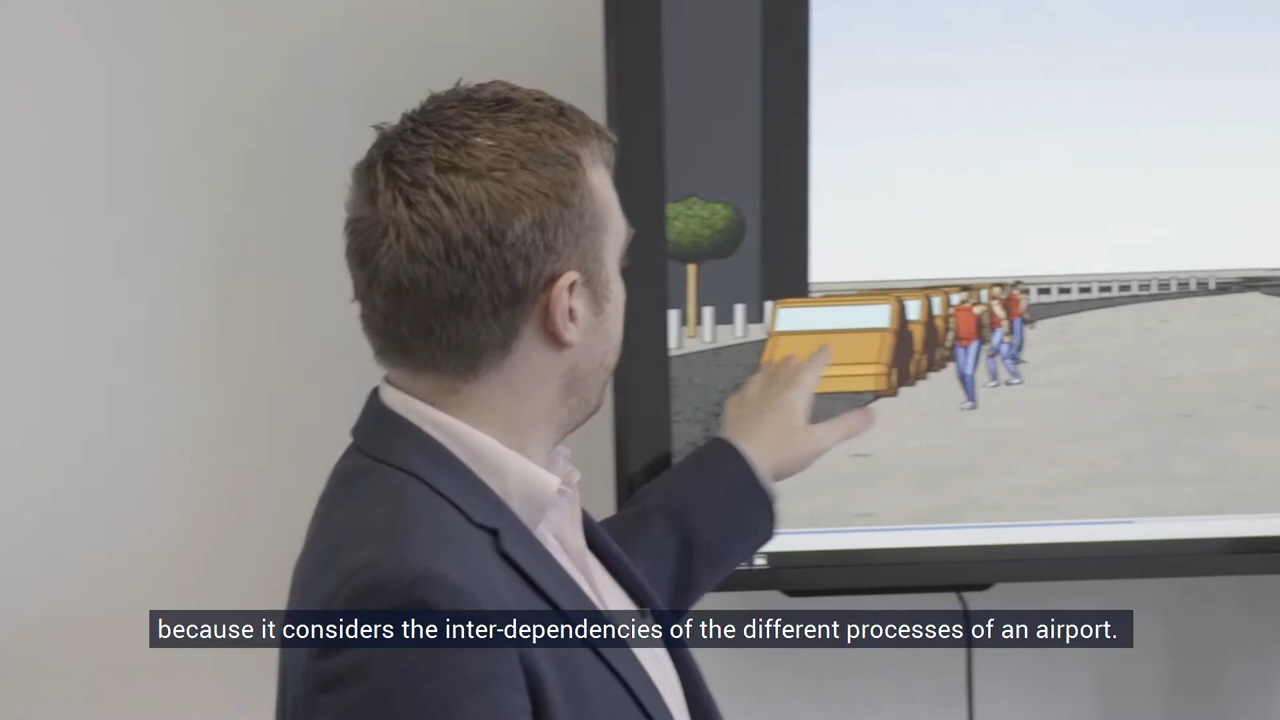 because it considers the inter-dependencies of the different processes of an airport.